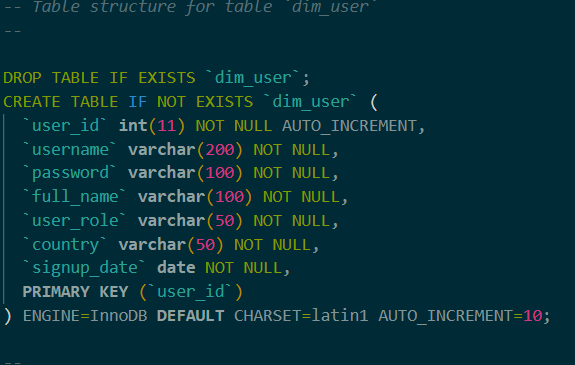 -- Table structure for table `dim_user`
--
DROP TABLE IF EXISTS `dim_user`;
CREATE TABLE IF NOT EXISTS `dim_user` (
`user_id` int(11) NOT NULL AUTO_INCREMENT,
`username` varchar(200) NOT NULL,
`password` varchar(100) NOT NULL,
`full_name` varchar(100) NOT NULL,
`user_role` varchar(50) NOT NULL,
`country` varchar(50) NOT NULL,
`signup_date` date NOT NULL,
PRIMARY KEY (`user_id`)
) ENGINE=InnoDB DEFAULT CHARSET=latin1 AUTO_INCREMENT=10;
--